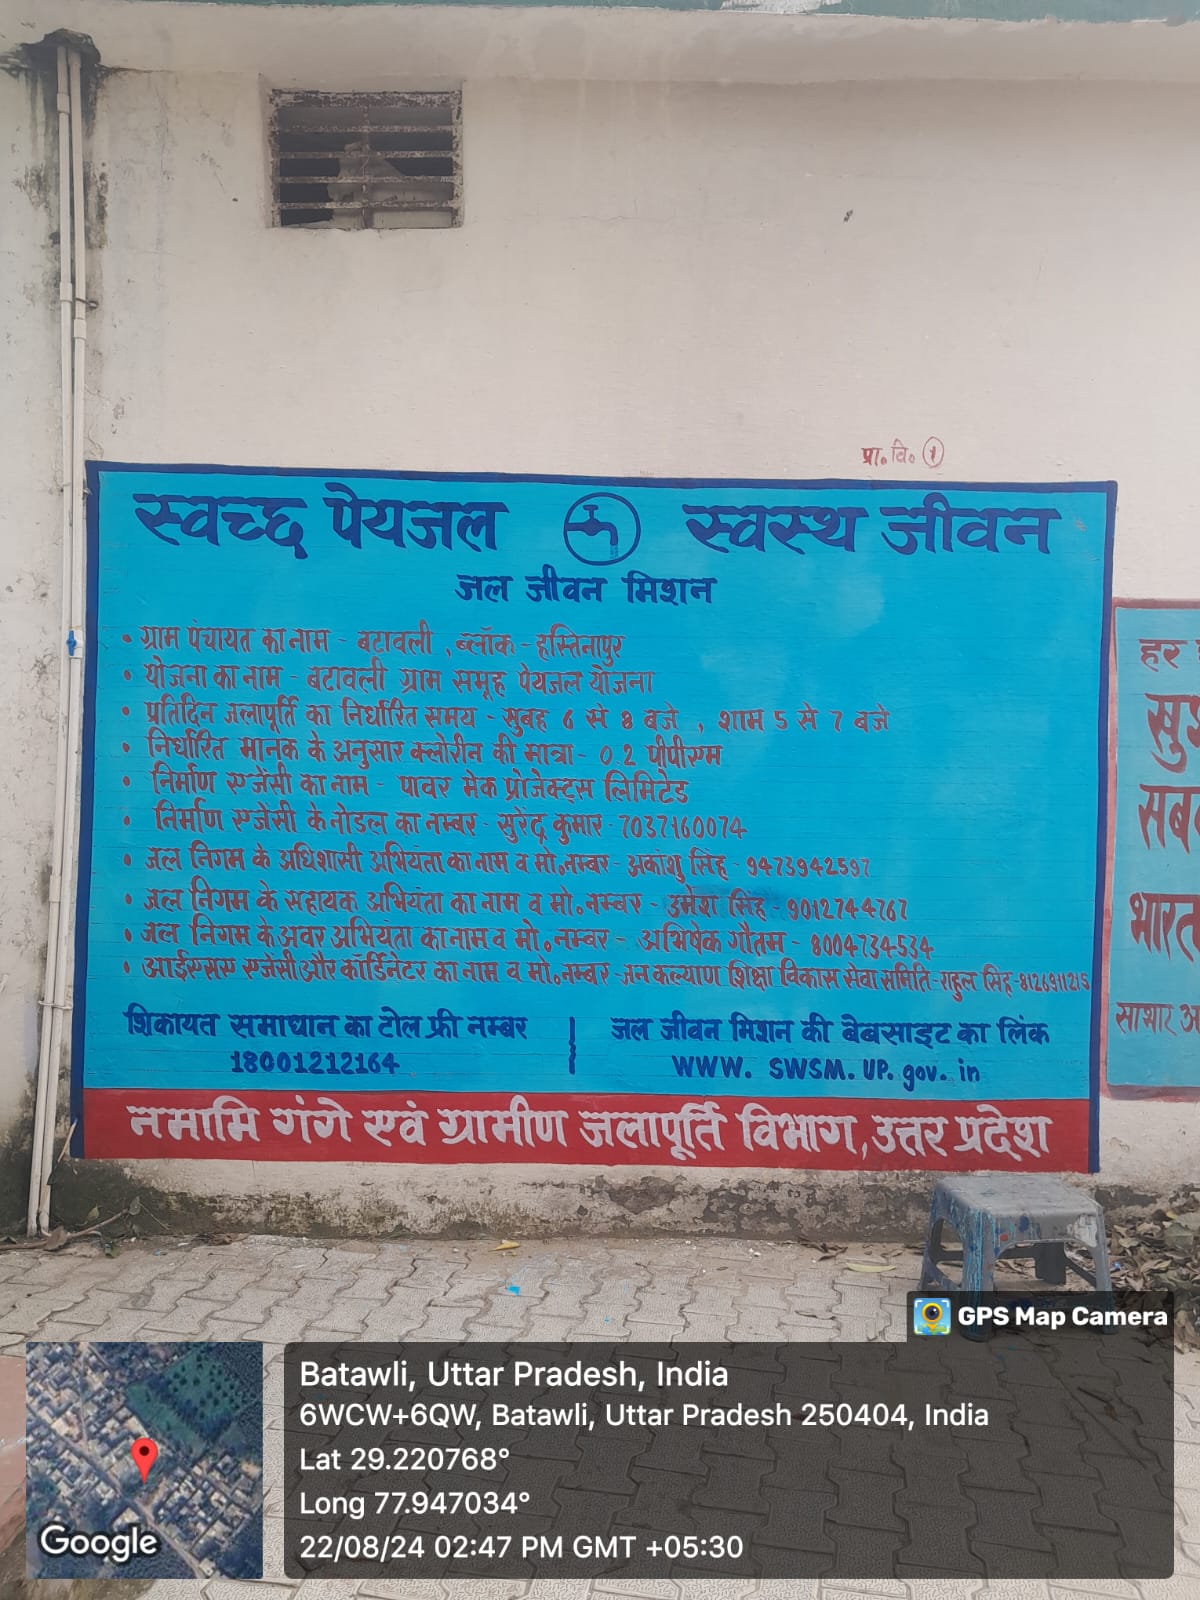 प्रा. वि. 1
स्वच्छ पेयजल स्वस्थ जीवन
जल जीवन मिशन
• ग्राम पंचायत का नाम - बटावली , ब्लॉक - हस्तिनापुर
• योजना का नाम - बटावली ग्राम समूह पेयजल योजना
• प्रतिदिन जलापूर्ति का निर्धारित समय - सुबह 6 से 8 बजे , शाम 5 से 7 बजे
• निर्धारित मानक के अनुसार क्लोरीन की मात्रा - 0.2 पीपीएम
• निर्माण एजेंसी का नाम - पावर मेक प्रोजेक्ट्स लिमिटेड
• निर्माण एजेंसी के नोडल का नम्बर - सुरेंद्र कुमार - 7037160074
• जल निगम के अधिशासी अभियंता का नाम व मो. नम्बर - अकांशु सिंह - 9473942597
• जल निगम के सहायक अभियंता का नाम व मो. नम्बर - उमेश सिंह - 9012744767
• जल निगम के अवर अभियंता का नाम व मो. नम्बर - अभिषेक गौतम - 8004734534
• आईएसए एजेंसी और कॉर्डिनेटर का नाम व मो. नम्बर - जन कल्याण शिक्षा विकास सेवा समिति - राहुल सिंह - 8126911215
शिकायत समाधान का टोल फ्री नम्बर
18001212164
जल जीवन मिशन की वेबसाइट का लिंक
WWW. SWSM. UP. gov. in
नमामि गंगे एवं ग्रामीण जलापूर्ति विभाग, उत्तर प्रदेश
हर
साभार
GPS Map Camera
Batawli, Uttar Pradesh, India
6WCW+6QW, Batawli, Uttar Pradesh 250404, India
Lat 29.220768°
Long 77.947034°
22/08/24 02:47 PM GMT +05:30
Google